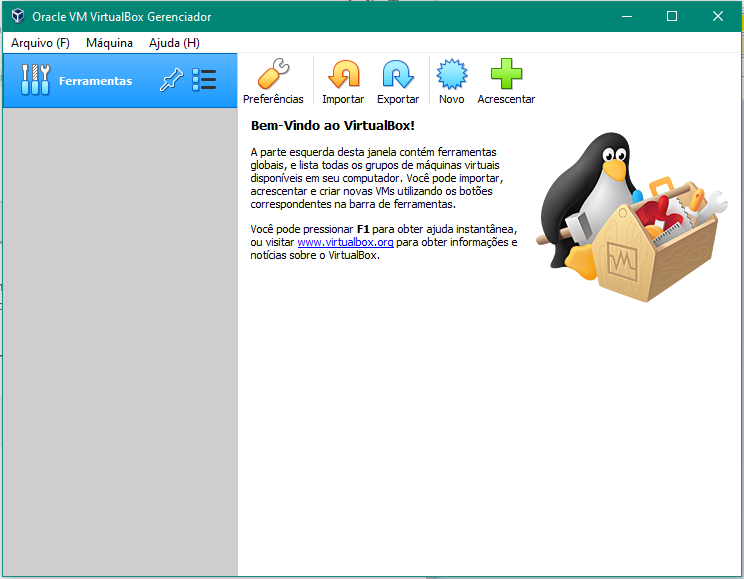 Oracle VM VirtualBox Gerenciador
Arquivo (F) Máquina Ajuda (H)
Ferramentas
Preferências Importar Exportar Novo Acrescentar
Bem-Vindo ao VirtualBox!
A parte esquerda desta janela contém ferramentas
globais, e lista todas os grupos de máquinas virtuais
disponíveis em seu computador. Você pode importar,
acrescentar e criar novas VMs utilizando os botões
correspondentes na barra de ferramentas.
Você pode pressionar F1 para obter ajuda instantânea,
ou visitar www.virtualbox.org para obter informações e
notícias sobre o VirtualBox.